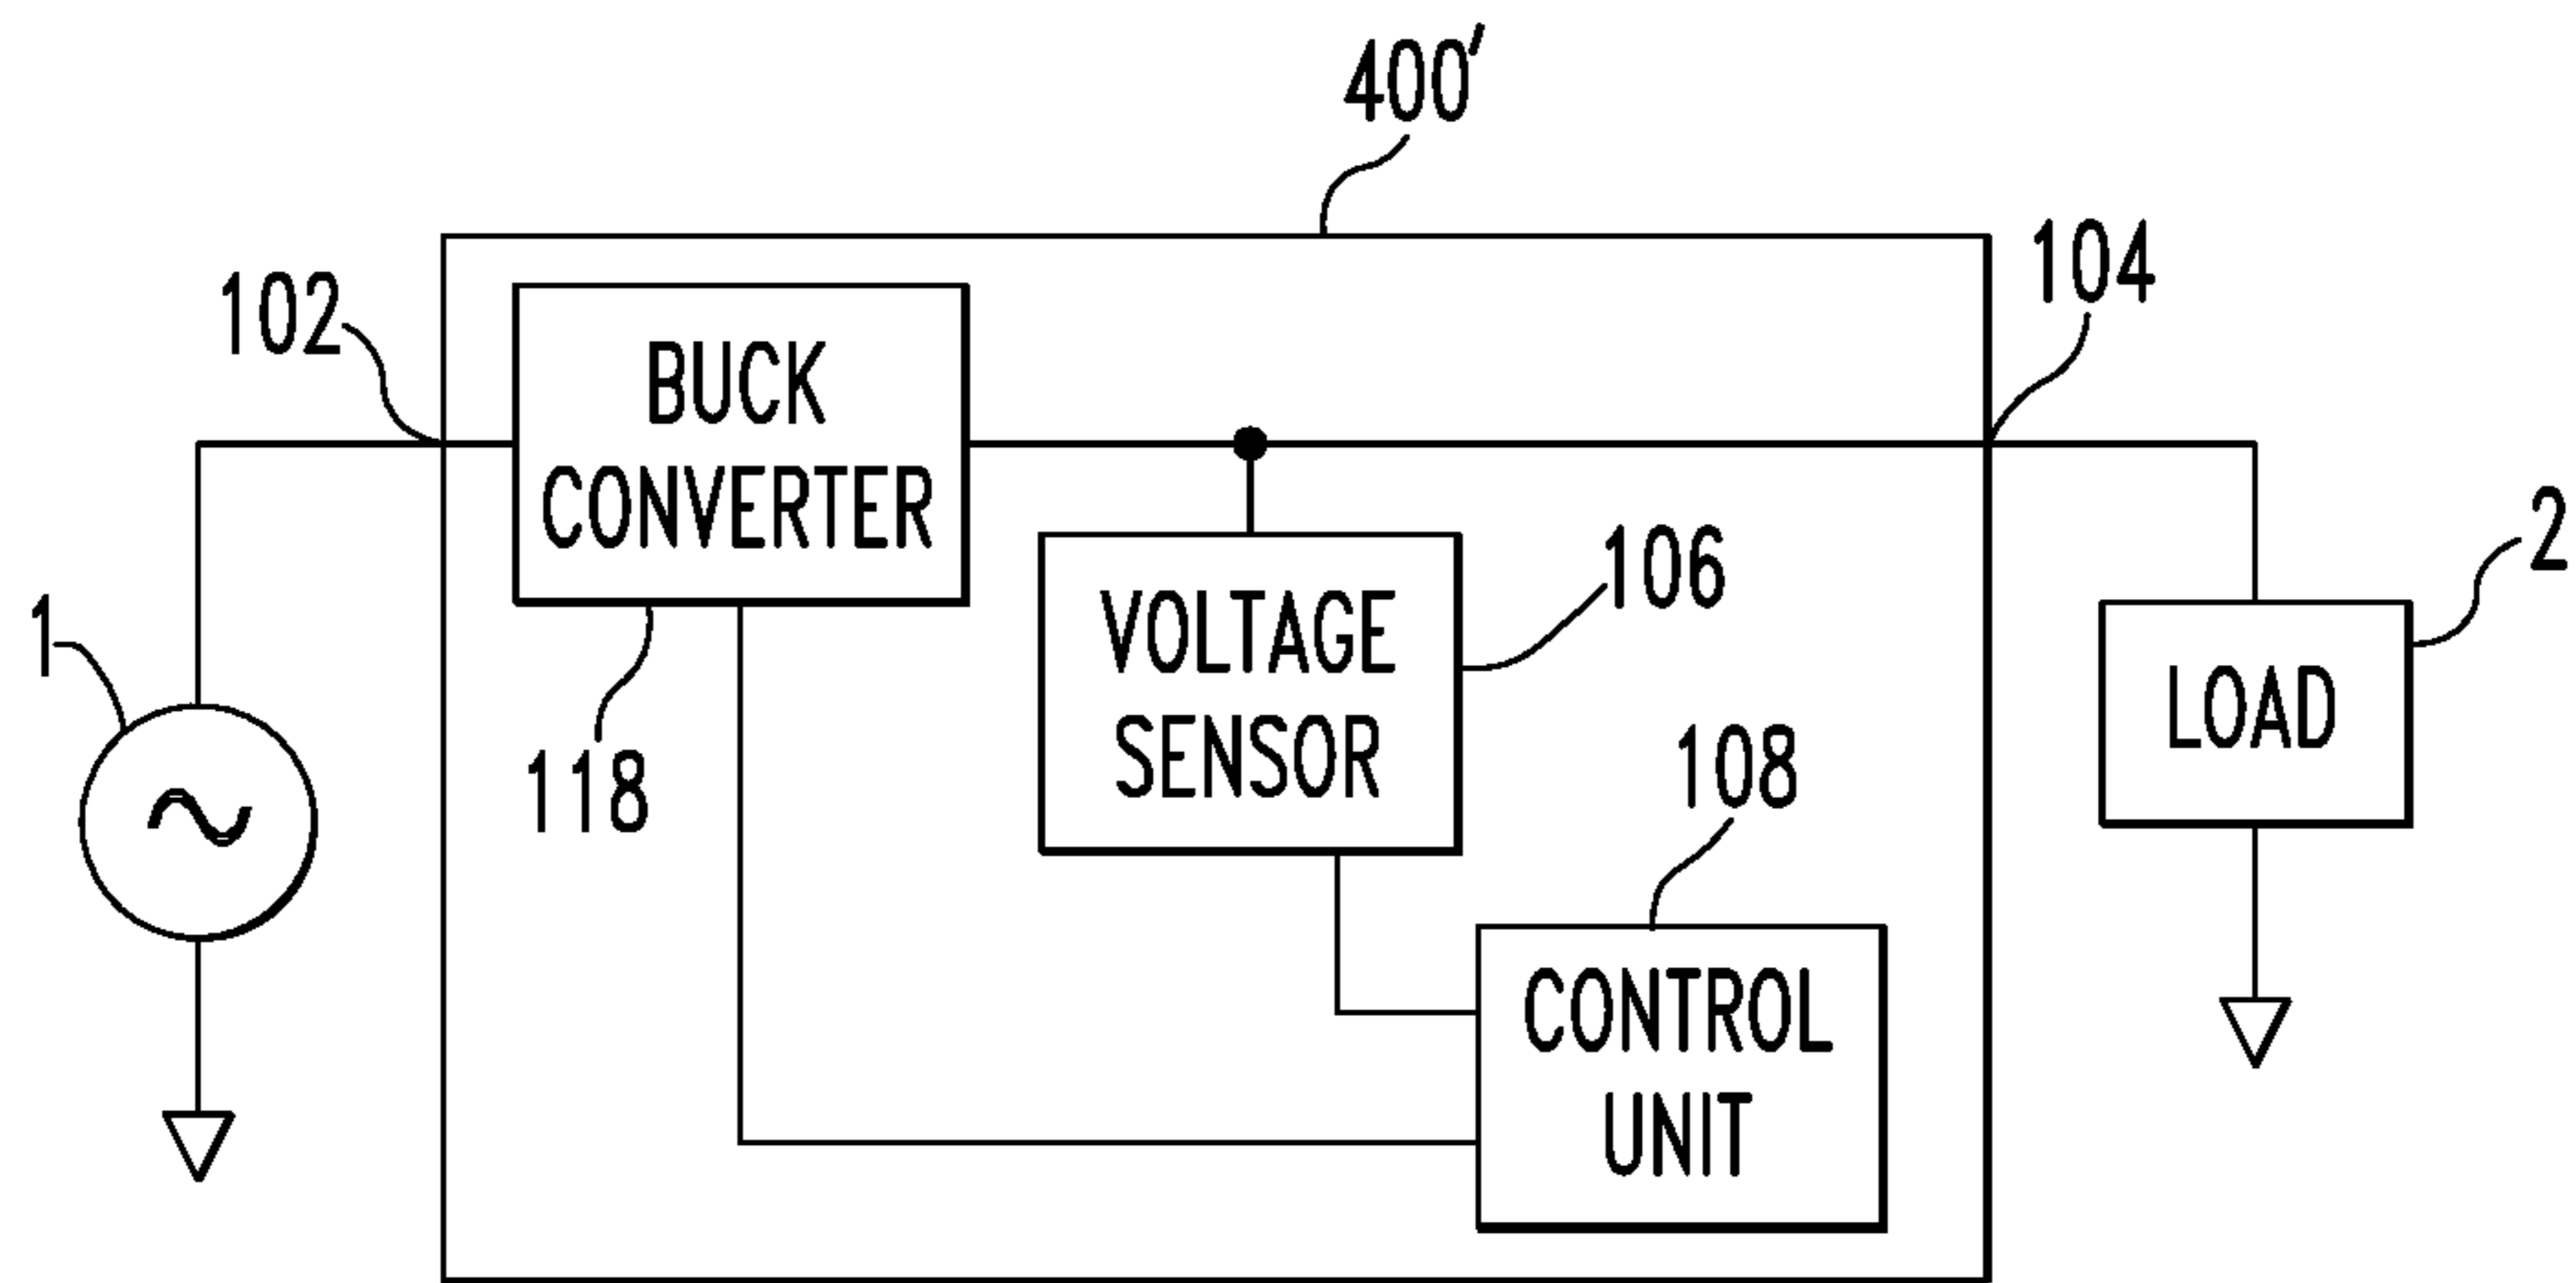 400'
102
104
BUCK
CONVERTER
1
118
VOLTAGE
SENSOR
106
108
CONTROL
UNIT
2
LOAD